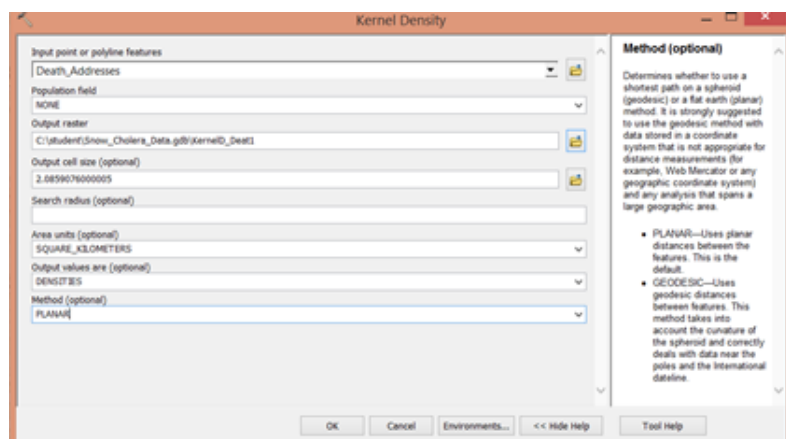 Kernel Density
Input point or polyline features
Death_Addresses
Population field
NONE
Output raster
C:\student\Snow_Cholera_Data.gdb\KernelD_Deat1
Output cell size (optional)
2.0859076000005
Search radius (optional)
Area units (optional)
SQUARE_KILOMETERS
Output values are (optional)
DENSITIES
Method (optional)
PLANAR
OK
Cancel
Environments...
<< Hide Help
Method (optional)
Determines whether to use a
shortest path on a spheroid
(geodesic) or a flat earth (planar)
method. It is strongly suggested
to use the geodesic method with
data stored in a coordinate
system that is not appropriate for
distance measurements (for
example, Web Mercator or any
geographic coordinate system)
and any analysis that spans a
large geographic area.
• PLANAR—Uses planar
distances between the
features. This is the
default.
• GEODESIC—Uses
geodesic distances
between features. This
method takes into
account the curvature of
the spheroid and correctly
deals with data near the
poles and the International
dateline.
Tool Help